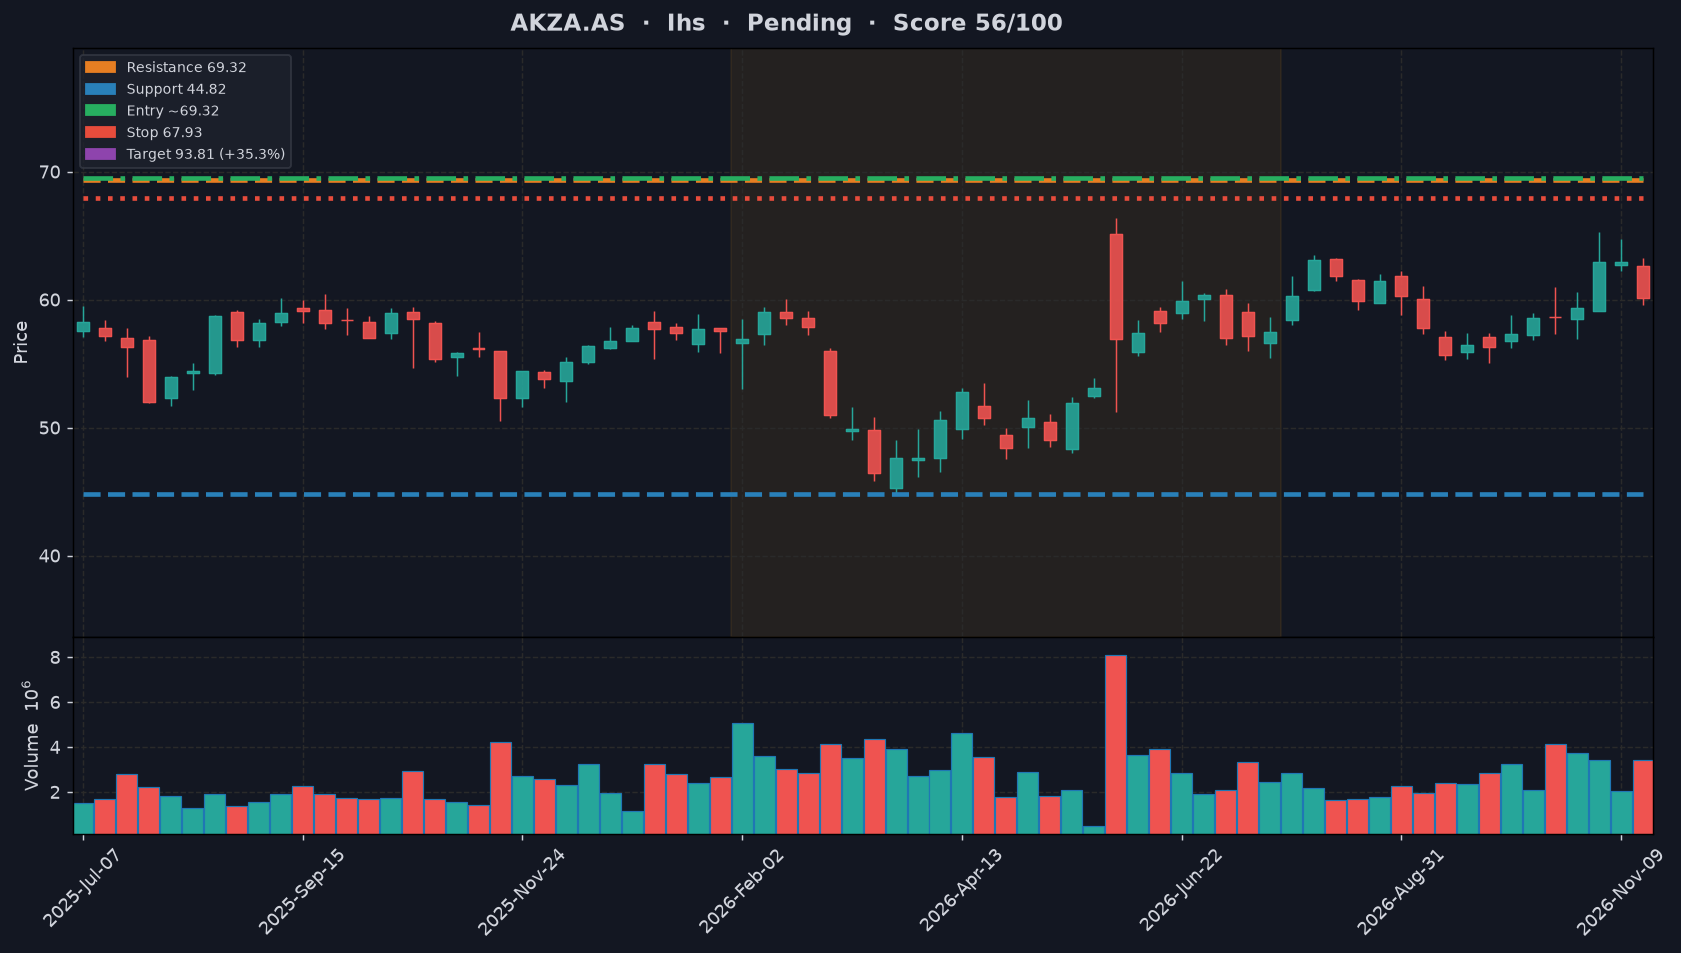 AKZA.AS · Ihs · Pending · Score 56/100
Resistance 69.32
Support 44.82
Entry ~69.32
Stop 67.93
Target 93.81 (+35.3%)
Price
70
60
50
40
Volume 10⁶
8
6
4
2
2025-Jul-07
2025-Sep-15
2025-Nov-24
2026-Feb-02
2026-Apr-13
2026-Jun-22
2026-Aug-31
2026-Nov-09